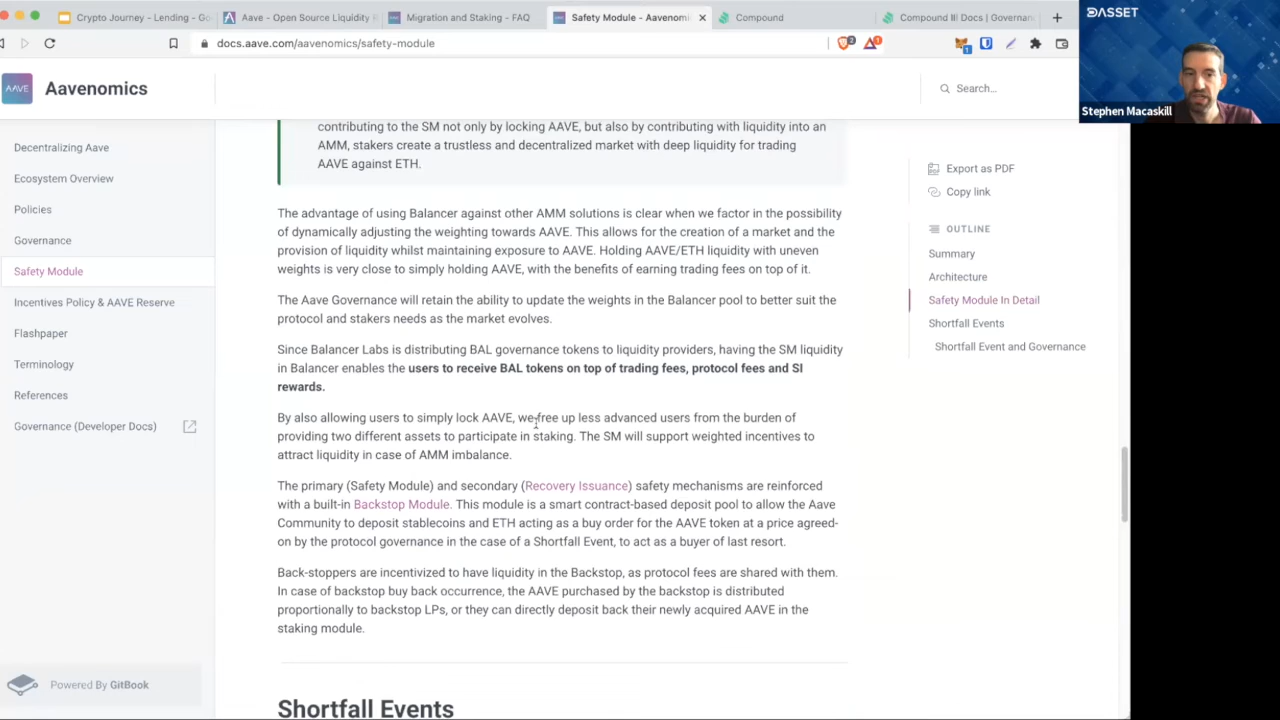 Crypto Journey - Lending - Go
Aave - Open Source Liquidity
Migration and Staking - FAQ
Safety Module - Aavenomi
Compound
Compound III Docs | Governan
docs.aave.com/aavenomics/safety-module
2
1
1
DASSET
Stephen Macaskill
AAVE
Aavenomics
Search...
Decentralizing Aave
Ecosystem Overview
Policies
Governance
Safety Module
Incentives Policy & AAVE Reserve
Flashpaper
Terminology
References
Governance (Developer Docs)
Powered By GitBook
contributing to the SM not only by locking AAVE, but also by contributing with liquidity into an
AMM, stakers create a trustless and decentralized market with deep liquidity for trading
AAVE against ETH.
The advantage of using Balancer against other AMM solutions is clear when we factor in the possibility
of dynamically adjusting the weighting towards AAVE. This allows for the creation of a market and the
provision of liquidity whilst maintaining exposure to AAVE. Holding AAVE/ETH liquidity with uneven
weights is very close to simply holding AAVE, with the benefits of earning trading fees on top of it.
The Aave Governance will retain the ability to update the weights in the Balancer pool to better suit the
protocol and stakers needs as the market evolves.
Since Balancer Labs is distributing BAL governance tokens to liquidity providers, having the SM liquidity
in Balancer enables the users to receive BAL tokens on top of trading fees, protocol fees and SI
rewards.
By also allowing users to simply lock AAVE, we free up less advanced users from the burden of
providing two different assets to participate in staking. The SM will support weighted incentives to
attract liquidity in case of AMM imbalance.
The primary (Safety Module) and secondary (Recovery Issuance) safety mechanisms are reinforced
with a built-in Backstop Module. This module is a smart contract-based deposit pool to allow the Aave
Community to deposit stablecoins and ETH acting as a buy order for the AAVE token at a price agreed-
on by the protocol governance in the case of a Shortfall Event, to act as a buyer of last resort.
Back-stoppers are incentivized to have liquidity in the Backstop, as protocol fees are shared with them.
In case of backstop buy back occurrence, the AAVE purchased by the backstop is distributed
proportionally to backstop LPs, or they can directly deposit back their newly acquired AAVE in the
staking module.
Shortfall Events
Export as PDF
Copy link
OUTLINE
Summary
Architecture
Safety Module In Detail
Shortfall Events
Shortfall Event and Governance